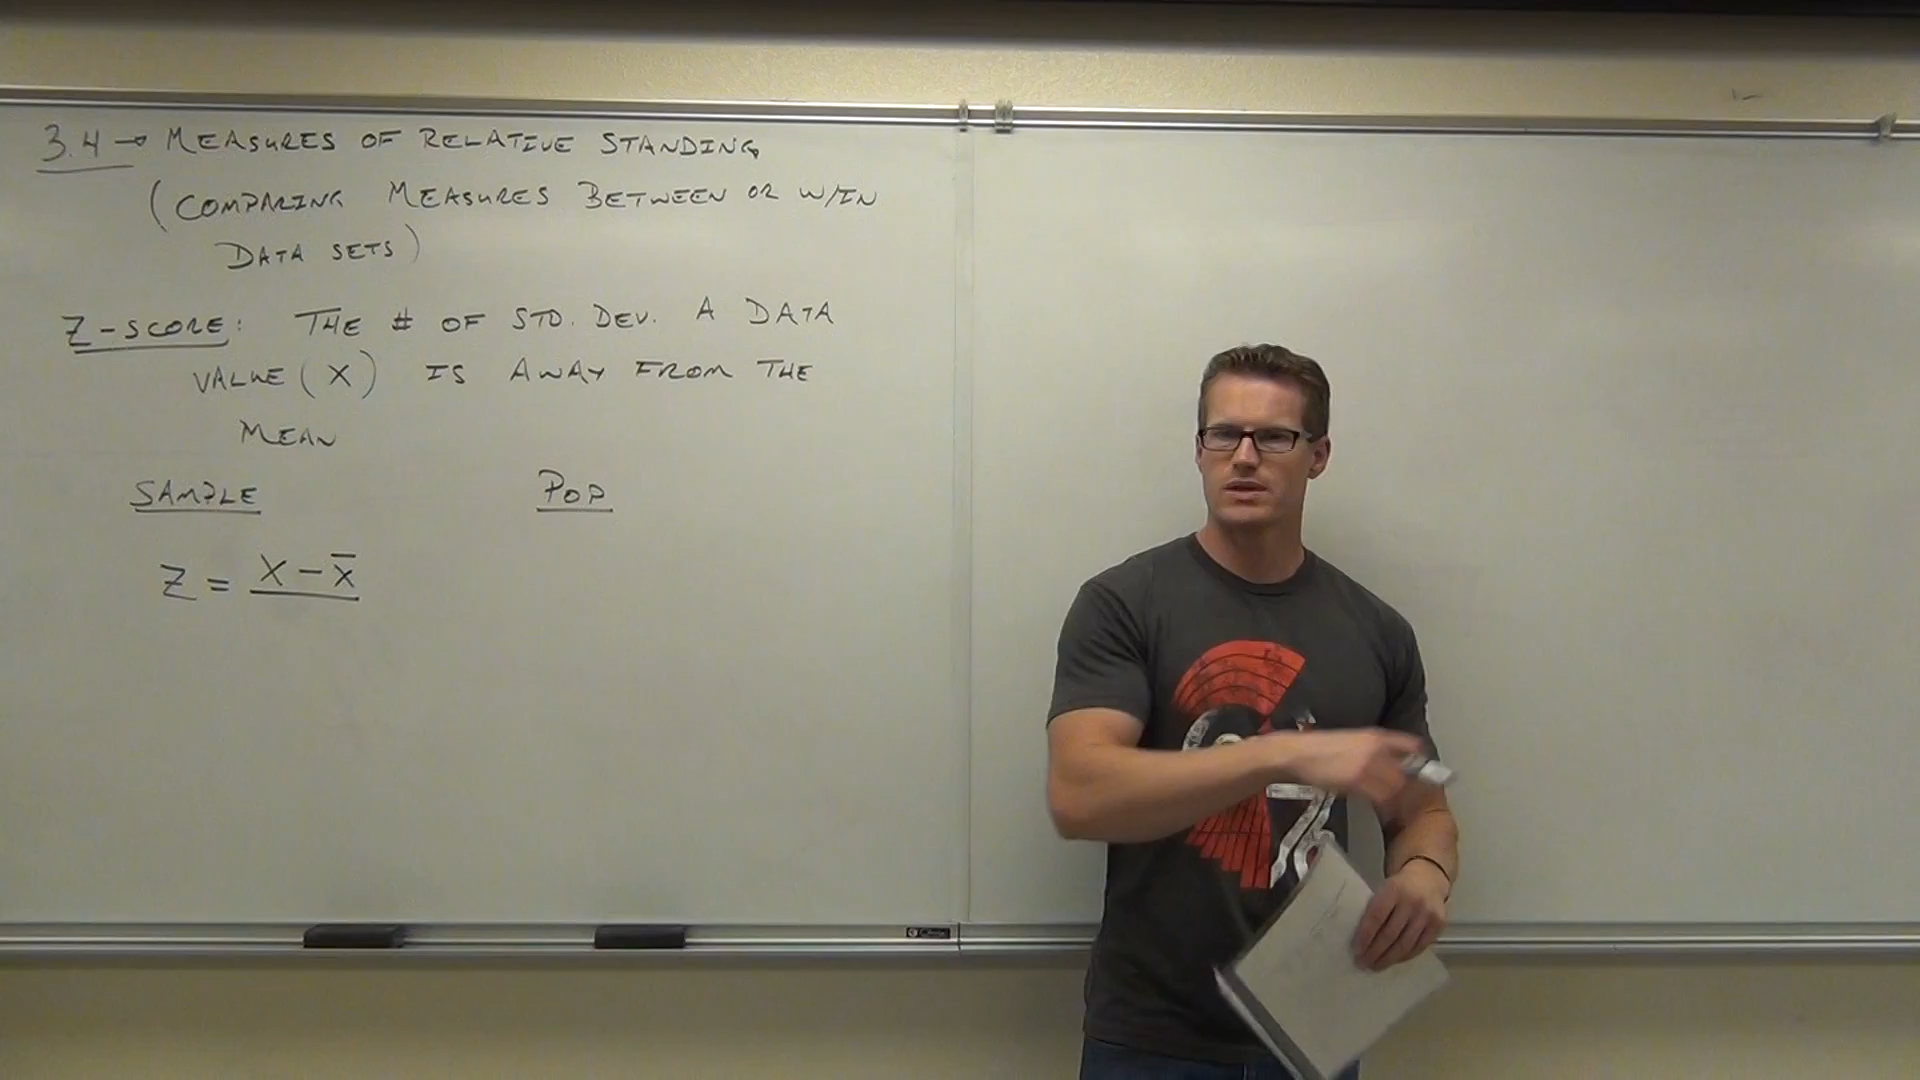 3.4 → MEASURES OF RELATIVE STANDING
(COMPARING MEASURES BETWEEN OR W/IN
DATA SETS)
Z-SCORE: THE # OF STD. DEV. A DATA
VALUE (X) IS AWAY FROM THE
MEAN
SAMPLE POP
Z = X - x̄